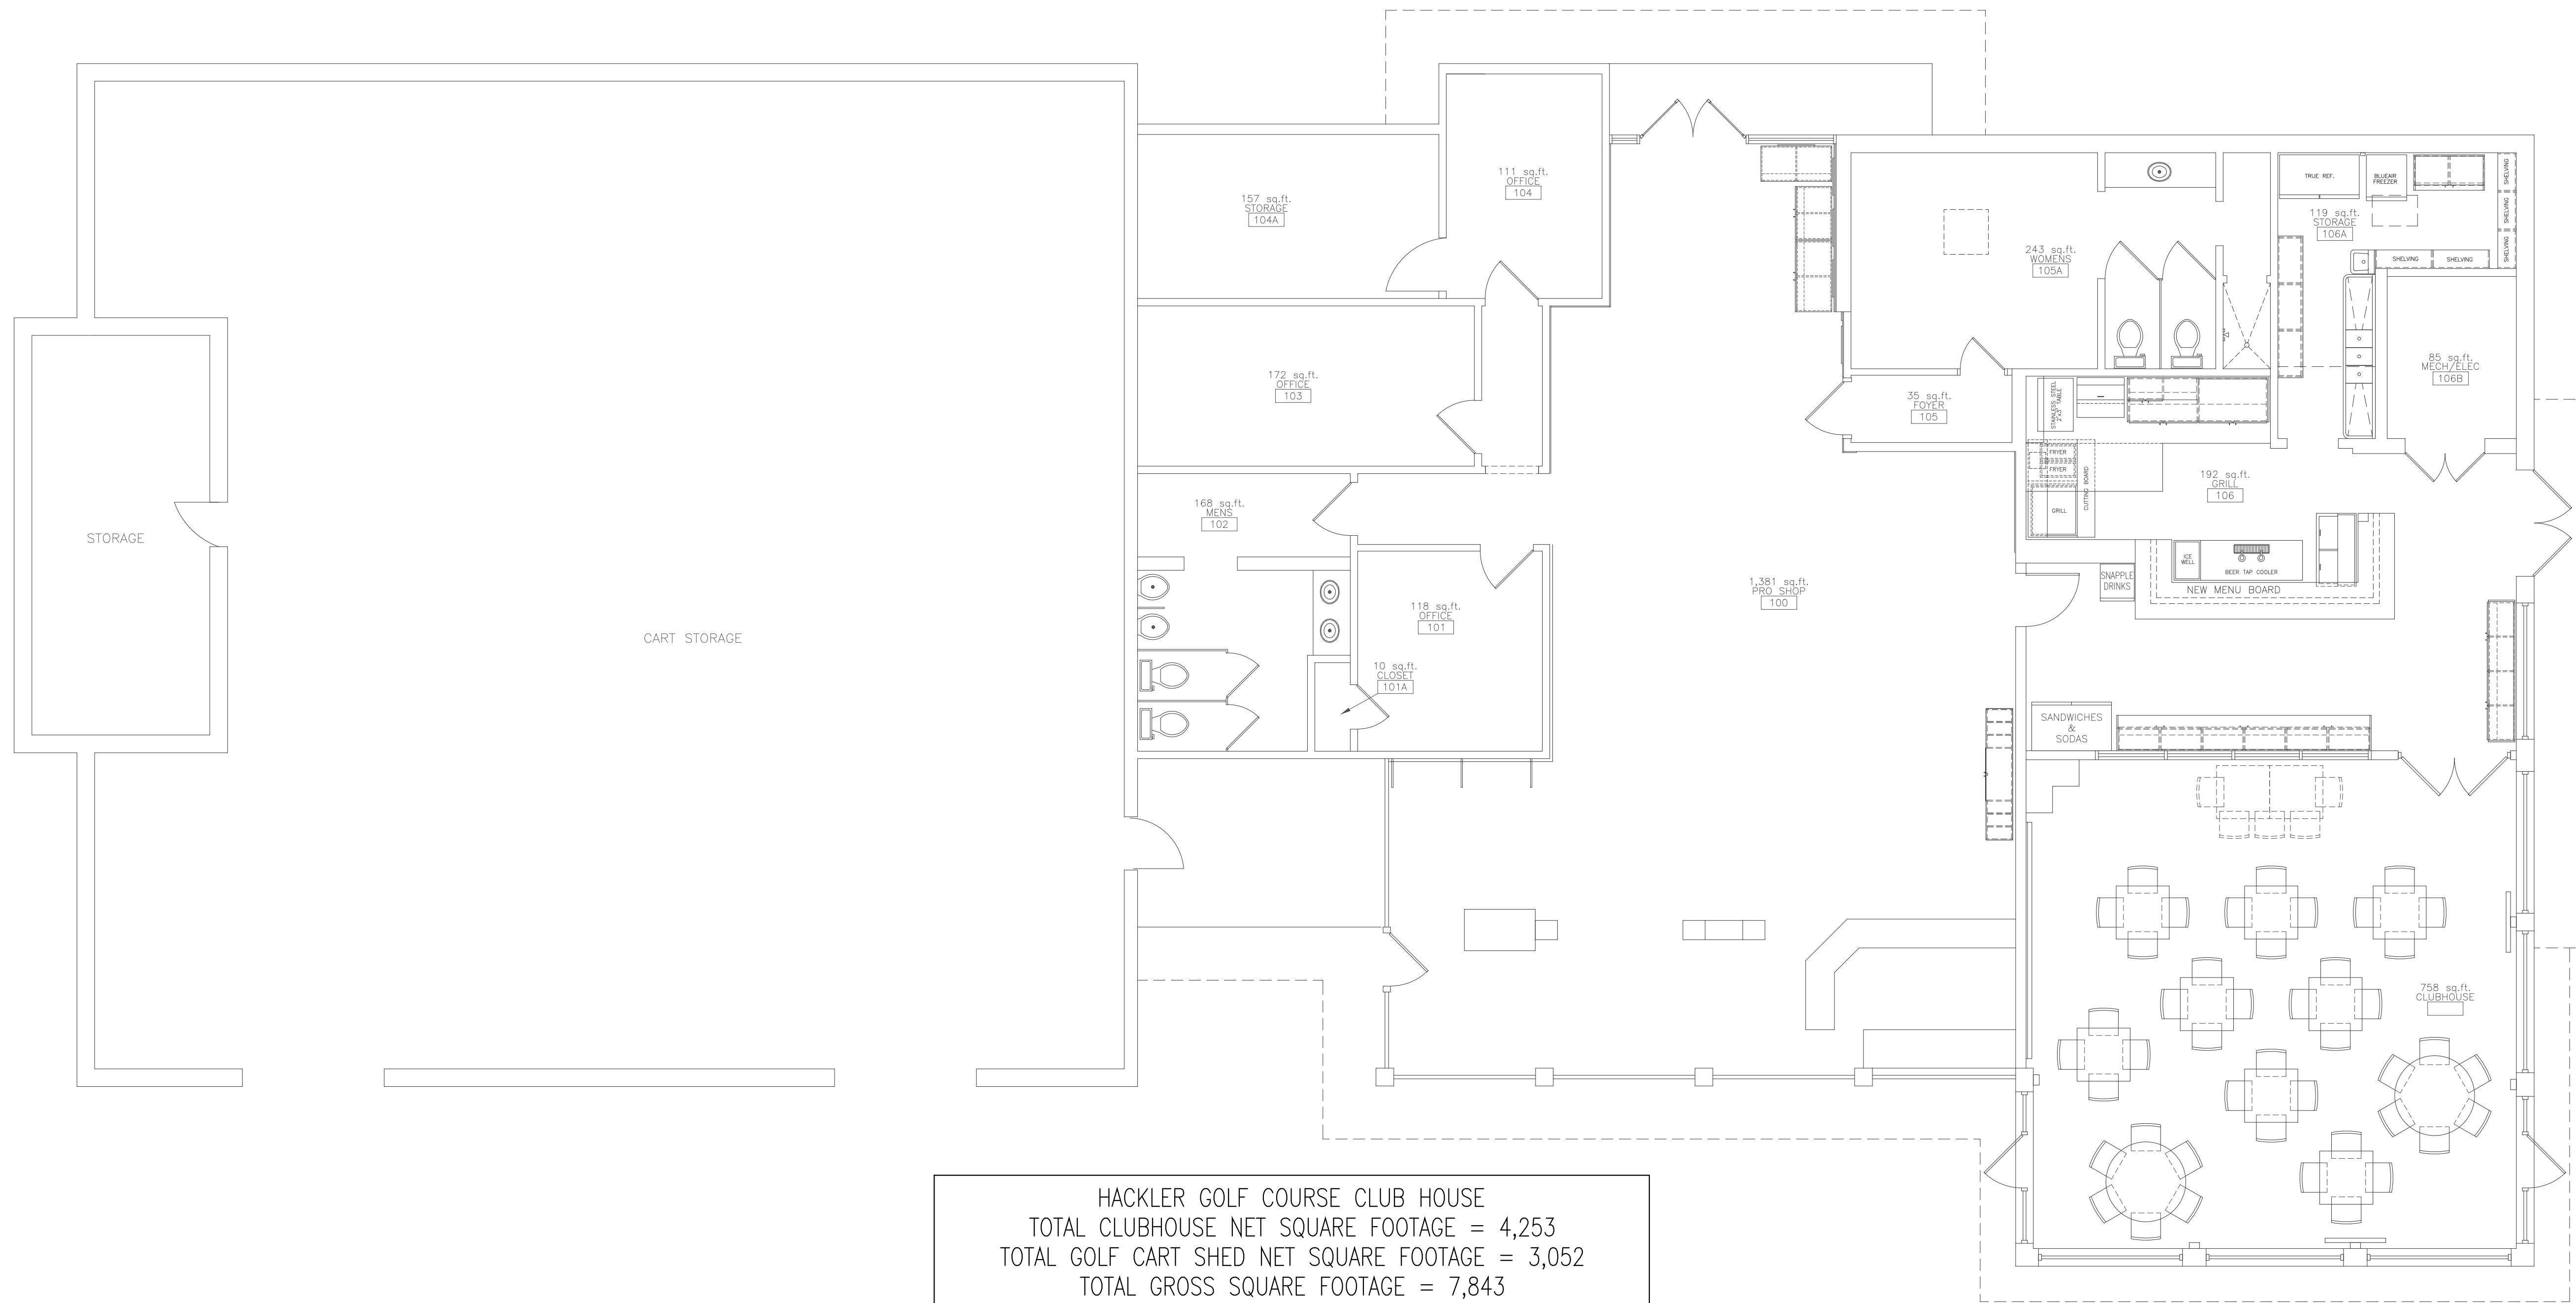 111 sq.ft.
OFFICE
104
157 sq.ft.
STORAGE
104A
TRUE REF.
BLUEAIR
FREEZER
SHELVING
SHELVING
SHELVING
119 sq.ft.
STORAGE
106A
243 sq.ft.
WOMENS
105A
SHELVING
SHELVING
172 sq.ft.
OFFICE
103
85 sq.ft.
MECH/ELEC
106B
35 sq.ft.
FOYER
105
STAINLESS STEEL
2'x3' TABLE
FRYER
FRYER
GRILL
CUTTING BOARD
192 sq.ft.
GRILL
106
168 sq.ft.
MENS
102
STORAGE
ICE
WELL
BEER TAP COOLER
SNAPPLE
DRINKS
NEW MENU BOARD
1,381 sq.ft.
PRO SHOP
100
118 sq.ft.
OFFICE
101
CART STORAGE
10 sq.ft.
CLOSET
101A
SANDWICHES
&
SODAS
758 sq.ft.
CLUBHOUSE
HACKLER GOLF COURSE CLUB HOUSE
TOTAL CLUBHOUSE NET SQUARE FOOTAGE = 4,253
TOTAL GOLF CART SHED NET SQUARE FOOTAGE = 3,052
TOTAL GROSS SQUARE FOOTAGE = 7,843